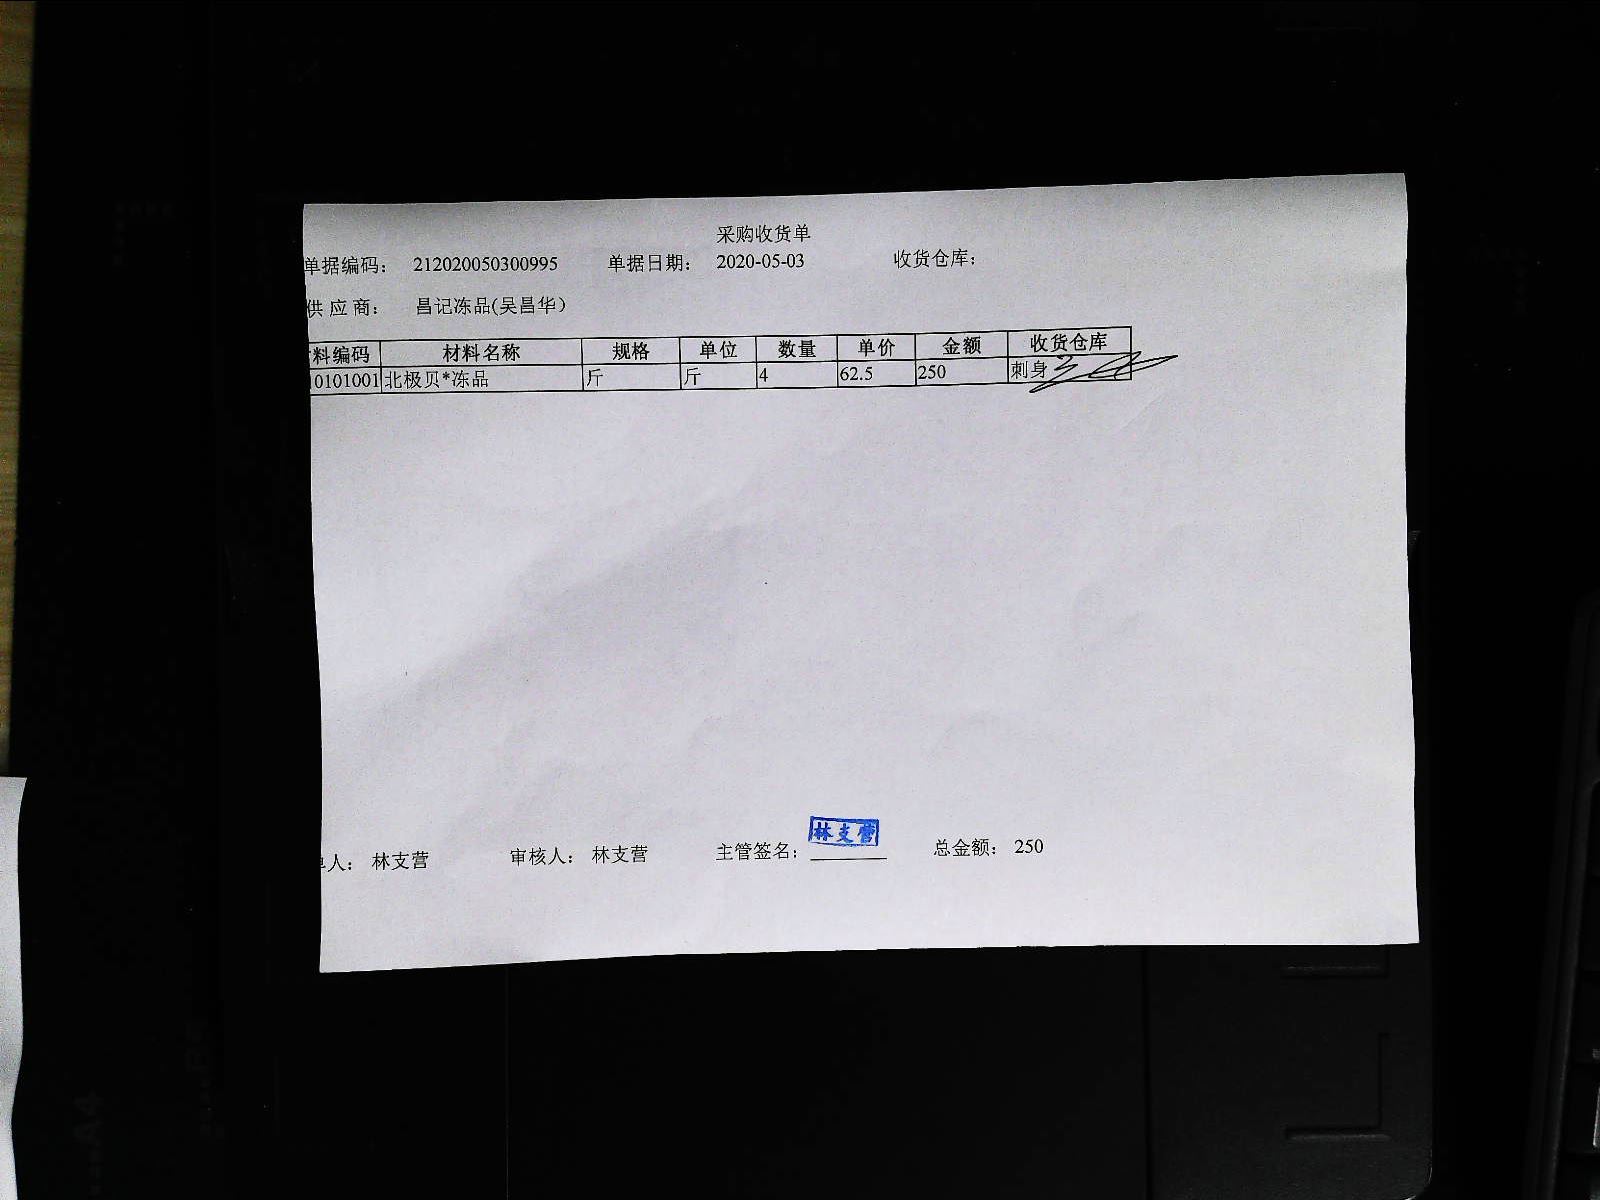 采购收货单
单据编码： 212020050300995 单据日期： 2020-05-03 收货仓库：
供应商： 昌记冻品(吴昌华)
料编码 材料名称 规格 单位 数量 单价 金额 收货仓库
0101001 北极贝*冻品 斤 斤 4 62.5 250 刺身
人： 林支营 审核人： 林支营 主管签名： 林支营 总金额： 250